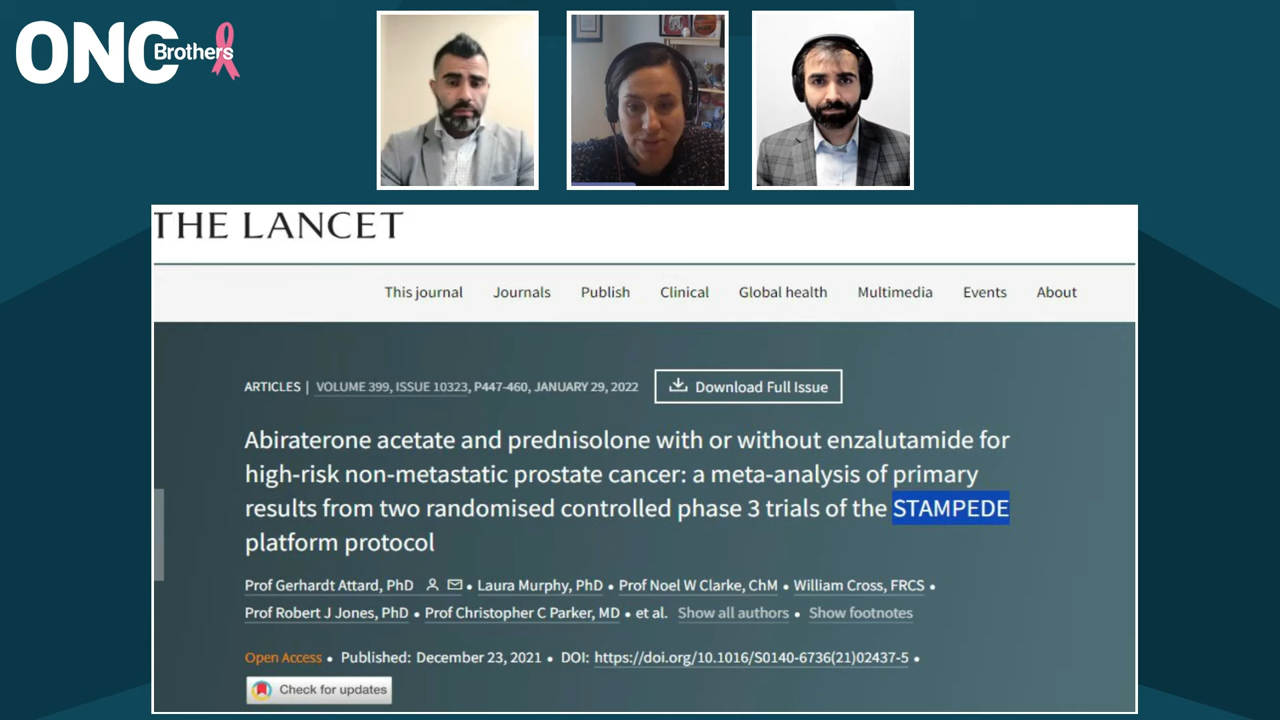 ONC
Brothers
THE LANCET
This journal Journals Publish Clinical Global health Multimedia Events About
ARTICLES | VOLUME 399, ISSUE 10323, P447-460, JANUARY 29, 2022 Download Full Issue
Abiraterone acetate and prednisolone with or without enzalutamide for
high-risk non-metastatic prostate cancer: a meta-analysis of primary
results from two randomised controlled phase 3 trials of the STAMPEDE
platform protocol
Prof Gerhardt Attard, PhD • Laura Murphy, PhD • Prof Noel W Clarke, ChM • William Cross, FRCS •
Prof Robert J Jones, PhD • Prof Christopher C Parker, MD • et al. Show all authors • Show footnotes
Open Access • Published: December 23, 2021 • DOI: https://doi.org/10.1016/S0140-6736(21)02437-5 •
Check for updates